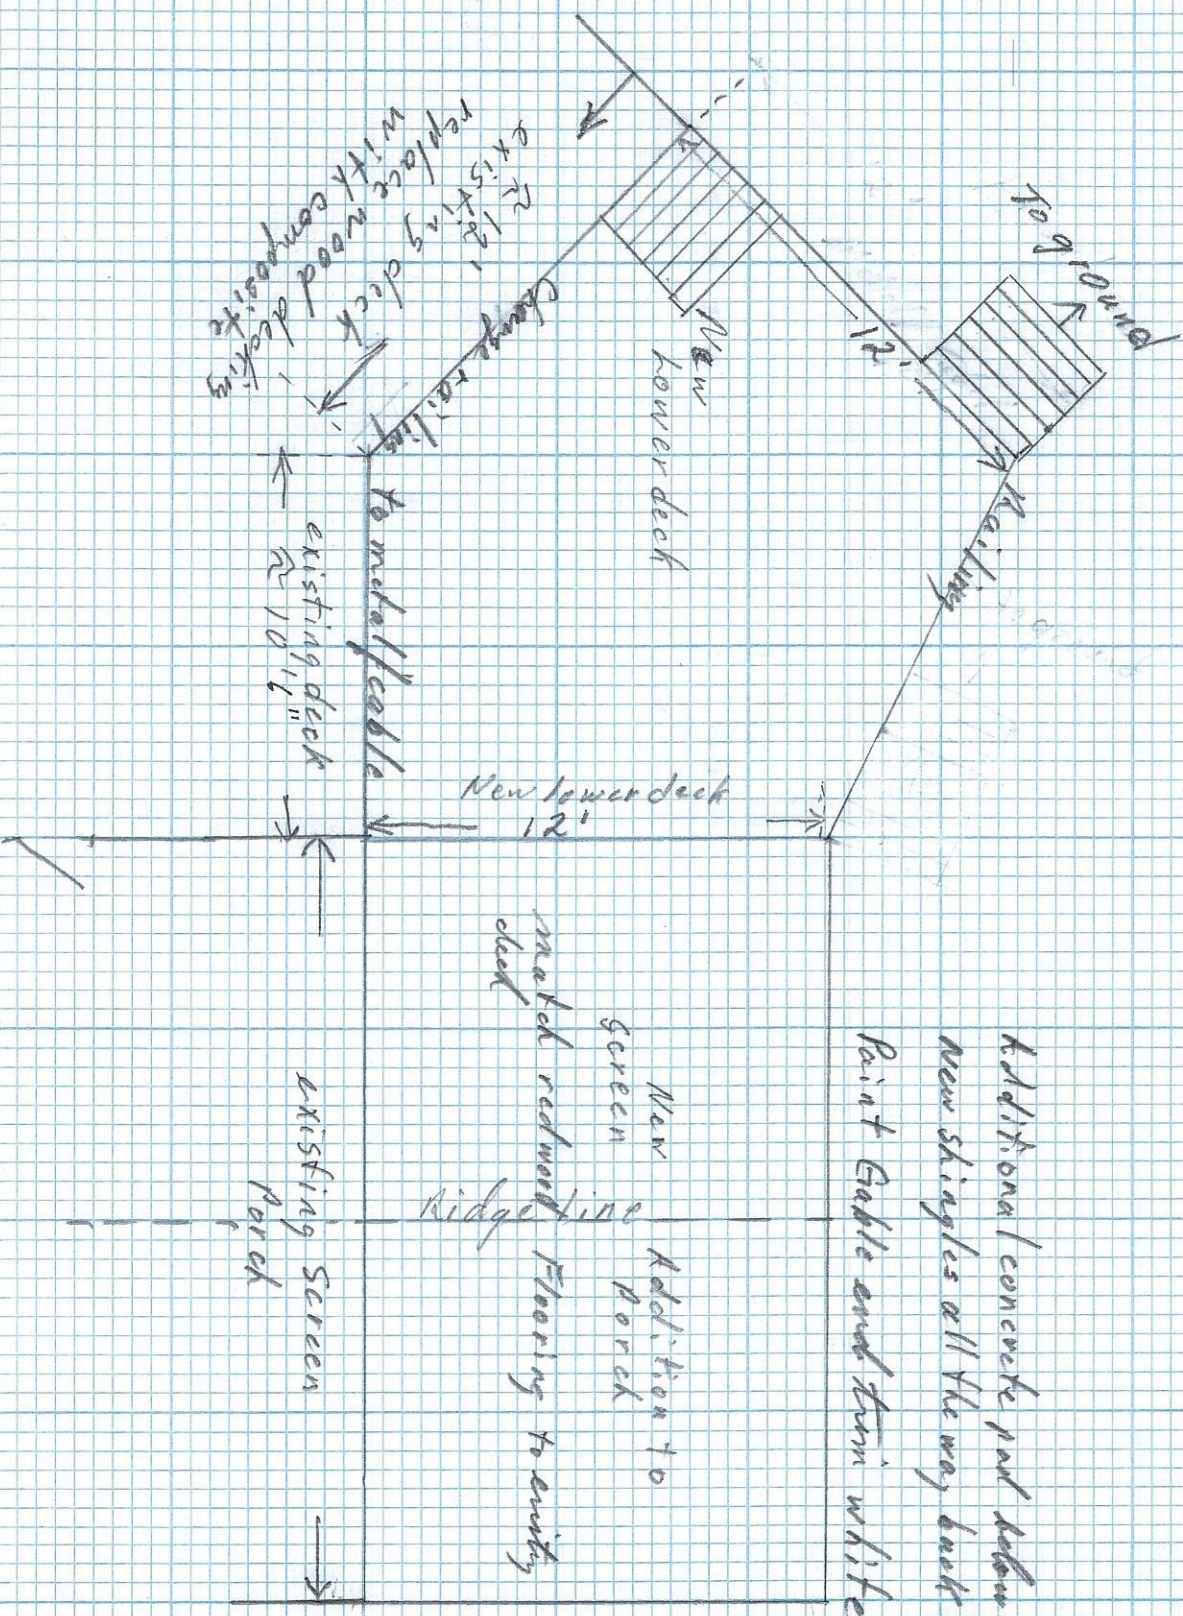 To ground
12'
Railing
New
Lower deck
≈ 12'
existing deck
replace wood decking
with composite
Change railing to metal/cable
existing deck
≈ 10'6"
New lower deck
12'
Additional concrete pad below
New shingles all the way back
Paint Gable end trim white
New Addition to
Screen Porch
match redwood Flooring to
deck
Ridge line
existing Screen
Porch